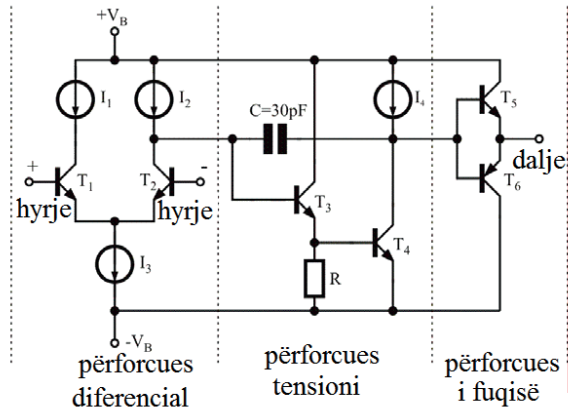 +V_B
I_1
I_2
C=30pF
I_4
T_5
+
T_1
T_2
-
T_3
dalje
T_6
hyrje
hyrje
T_4
I_3
R
-V_B
përforcues
diferencial
përforcues
tensioni
përforcues
i fuqisë